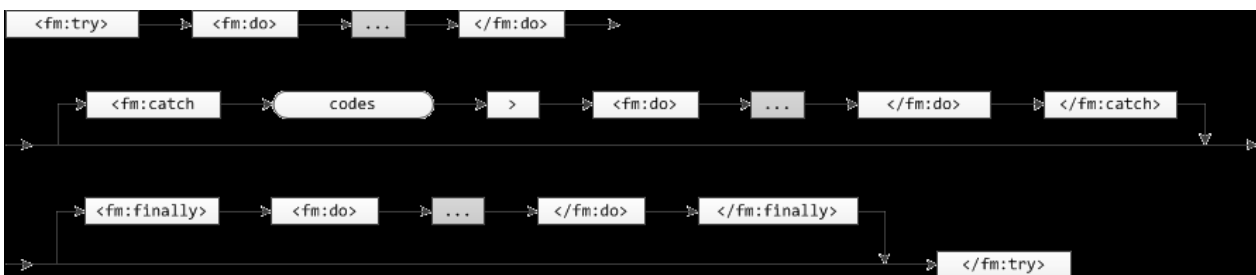 <fm:try> <fm:do> ... </fm:do>
<fm:catch codes > <fm:do> ... </fm:do> </fm:catch>
<fm:finally> <fm:do> ... </fm:do> </fm:finally>
</fm:try>